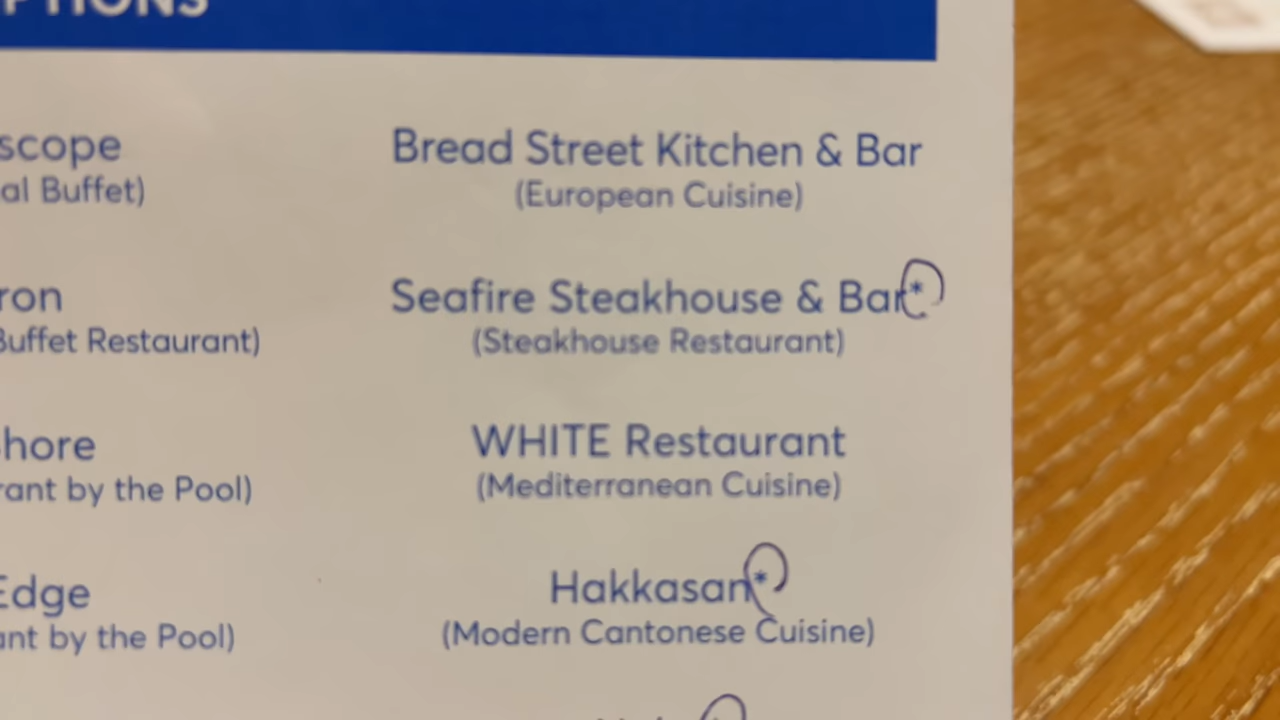 PTIONS
scope
al Buffet)
ron
Buffet Restaurant)
hore
rant by the Pool)
Edge
ant by the Pool)
Bread Street Kitchen & Bar
(European Cuisine)
Seafire Steakhouse & Bar*
(Steakhouse Restaurant)
WHITE Restaurant
(Mediterranean Cuisine)
Hakkasan*
(Modern Cantonese Cuisine)